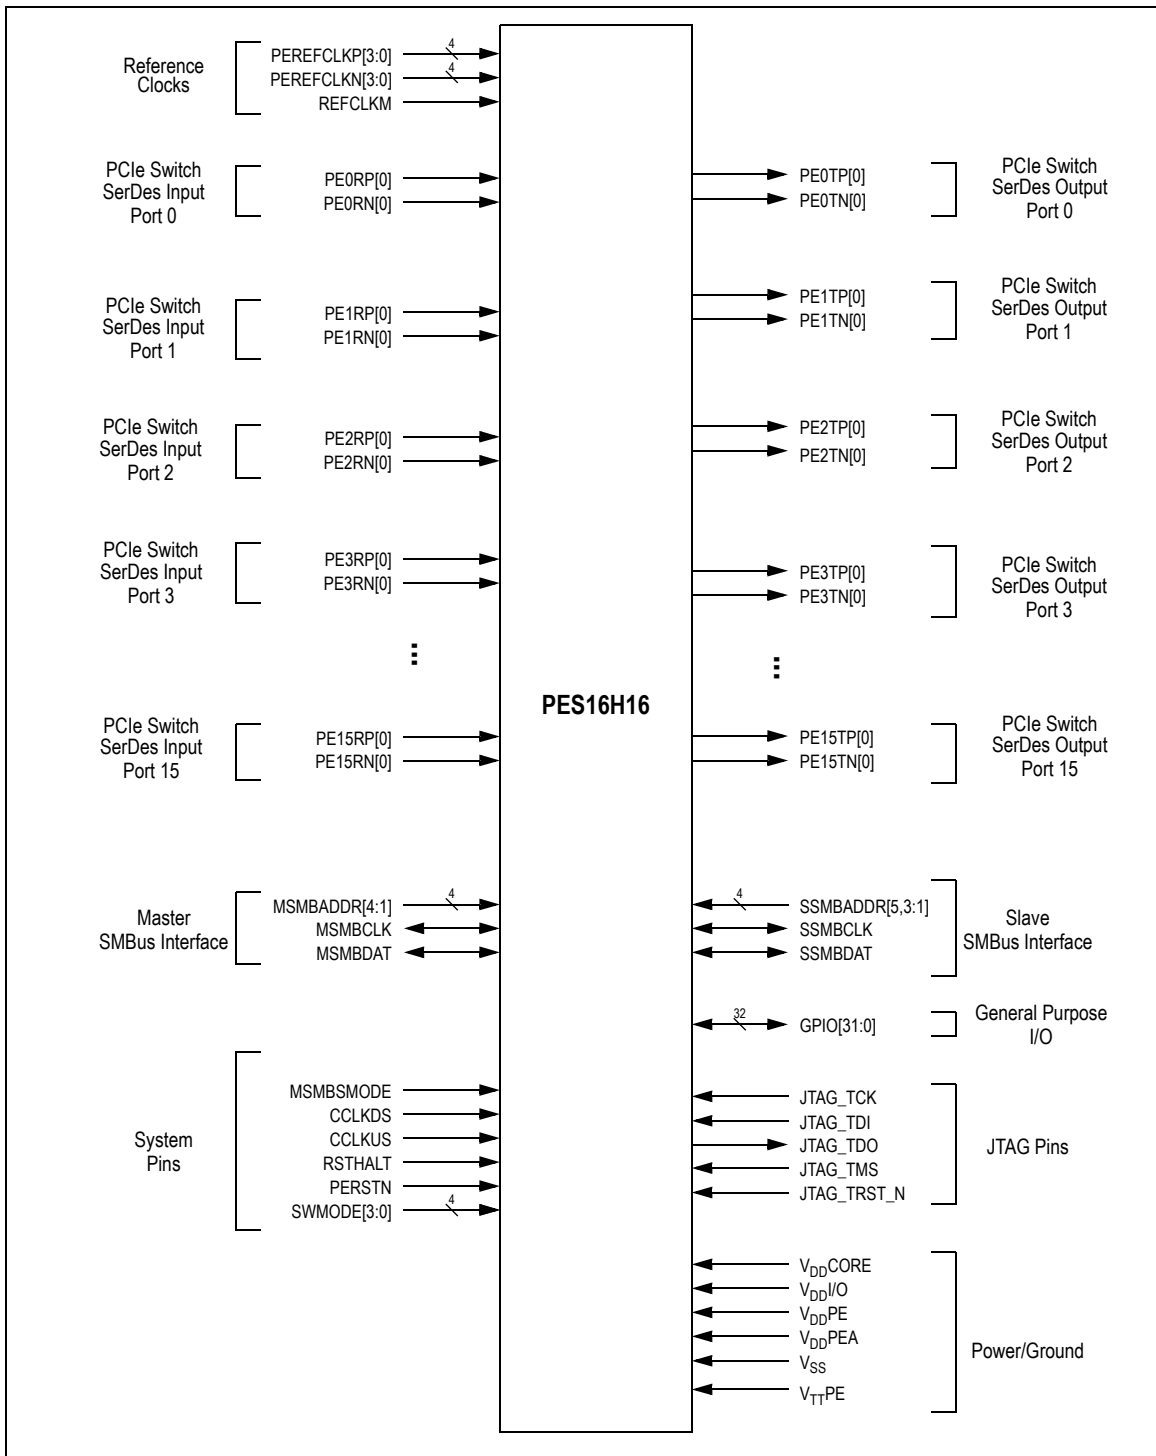 Reference
Clocks
PEREFCLKP[3:0]
4
PEREFCLKN[3:0]
4
REFCLKM
PCIe Switch
SerDes Input
Port 0
PE0RP[0]
PE0RN[0]
PE0TP[0]
PE0TN[0]
PCIe Switch
SerDes Output
Port 0
PCIe Switch
SerDes Input
Port 1
PE1RP[0]
PE1RN[0]
PE1TP[0]
PE1TN[0]
PCIe Switch
SerDes Output
Port 1
PCIe Switch
SerDes Input
Port 2
PE2RP[0]
PE2RN[0]
PE2TP[0]
PE2TN[0]
PCIe Switch
SerDes Output
Port 2
PCIe Switch
SerDes Input
Port 3
PE3RP[0]
PE3RN[0]
PE3TP[0]
PE3TN[0]
PCIe Switch
SerDes Output
Port 3
...
...
PES16H16
PCIe Switch
SerDes Input
Port 15
PE15RP[0]
PE15RN[0]
PE15TP[0]
PE15TN[0]
PCIe Switch
SerDes Output
Port 15
Master
SMBus Interface
MSMBADDR[4:1]
4
MSMBCLK
MSMBDAT
4
SSMBADDR[5,3:1]
SSMBCLK
SSMBDAT
Slave
SMBus Interface
32
GPIO[31:0]
General Purpose
I/O
System
Pins
MSMBSMODE
CCLKDS
CCLKUS
RSTHALT
PERSTN
SWMODE[3:0]
4
JTAG_TCK
JTAG_TDI
JTAG_TDO
JTAG_TMS
JTAG_TRST_N
JTAG Pins
VDDCORE
VDDI/O
VDDPE
VDDPEA
VSS
VTTPE
Power/Ground